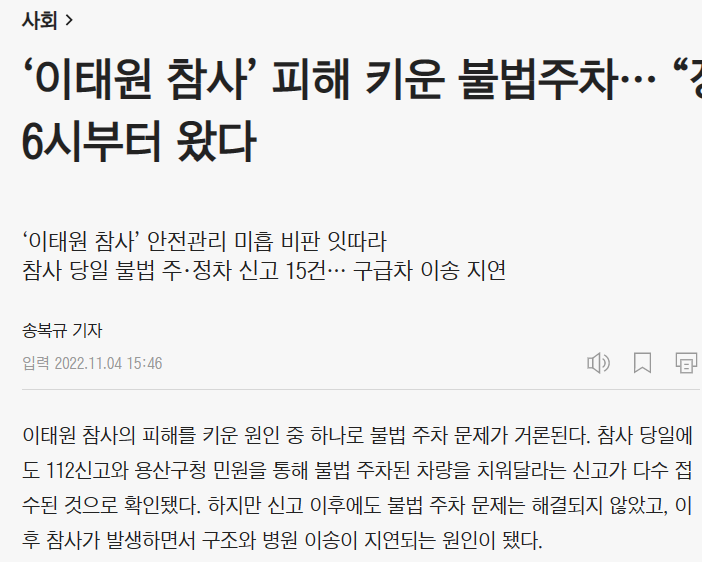 사회 >
‘이태원 참사’ 피해 키운 불법주차… “
6시부터 왔다
‘이태원 참사’ 안전관리 미흡 비판 잇따라
참사 당일 불법 주·정차 신고 15건… 구급차 이송 지연
송복규 기자
입력 2022.11.04 15:46
이태원 참사의 피해를 키운 원인 중 하나로 불법 주차 문제가 거론된다. 참사 당일에
도 112신고와 용산구청 민원을 통해 불법 주차된 차량을 치워달라는 신고가 다수 접
수된 것으로 확인됐다. 하지만 신고 이후에도 불법 주차 문제는 해결되지 않았고, 이
후 참사가 발생하면서 구조와 병원 이송이 지연되는 원인이 됐다.